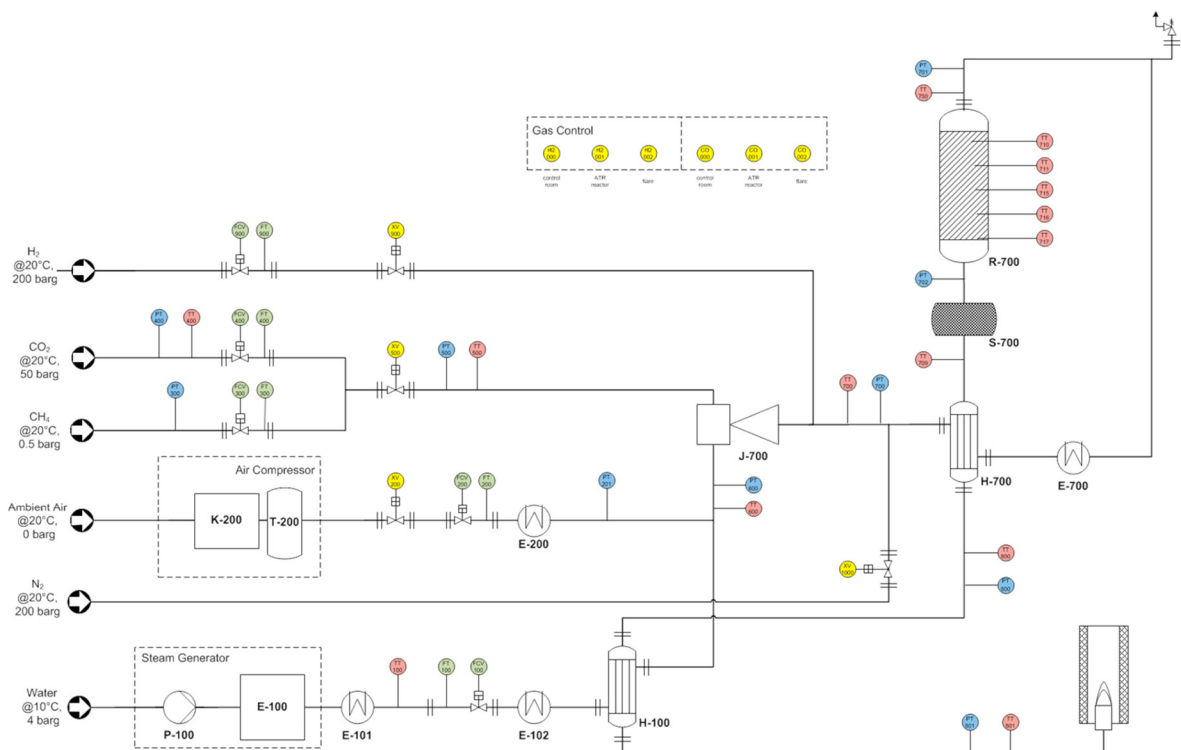 PT
701
TT
750
Gas Control
H2
000
H2
001
H2
002
CO
000
CO
001
CO
002
control
room
ATR
reactor
flare
control
room
ATR
reactor
flare
TT
710
TT
711
TT
715
TT
716
TT
717
R-700
H₂
@20°C,
200 barg
FCV
900
FT
900
XV
900
PT
702
S-700
CO₂
@20°C,
50 barg
PT
400
TT
400
FCV
400
FT
400
XV
500
PT
500
TT
500
TT
TT
700
PT
700
CH₄
@20°C,
0.5 barg
PT
300
FCV
300
FT
300
J-700
H-700
E-700
Ambient Air
@20°C,
0 barg
Air Compressor
K-200
T-200
XV
200
FCV
200
FT
200
E-200
PT
201
PT
600
TT
600
N₂
@20°C,
200 barg
XV
1000
TT
800
PT
800
Water
@10°C,
4 barg
Steam Generator
P-100
E-100
E-101
TT
100
FT
100
FCV
100
E-102
H-100
PT
801
TT
801